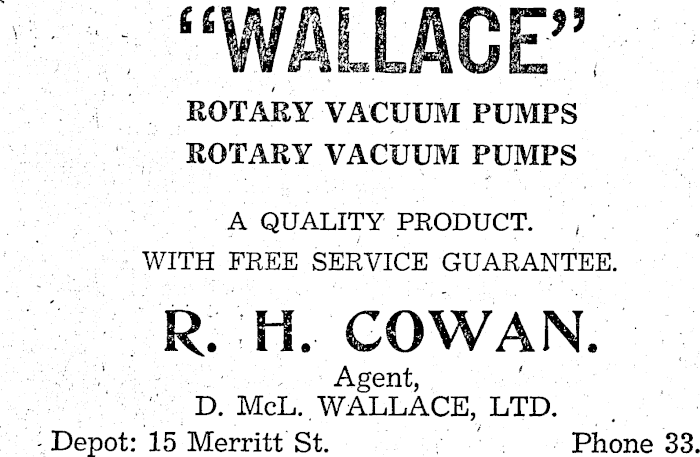 “WALLACE”
ROTARY VACUUM PUMPS
ROTARY VACUUM PUMPS
A QUALITY PRODUCT.
WITH FREE SERVICE GUARANTEE.
R. H. COWAN.
Agent,
D. McL. WALLACE, LTD.
Depot: 15 Merritt St. Phone 33.